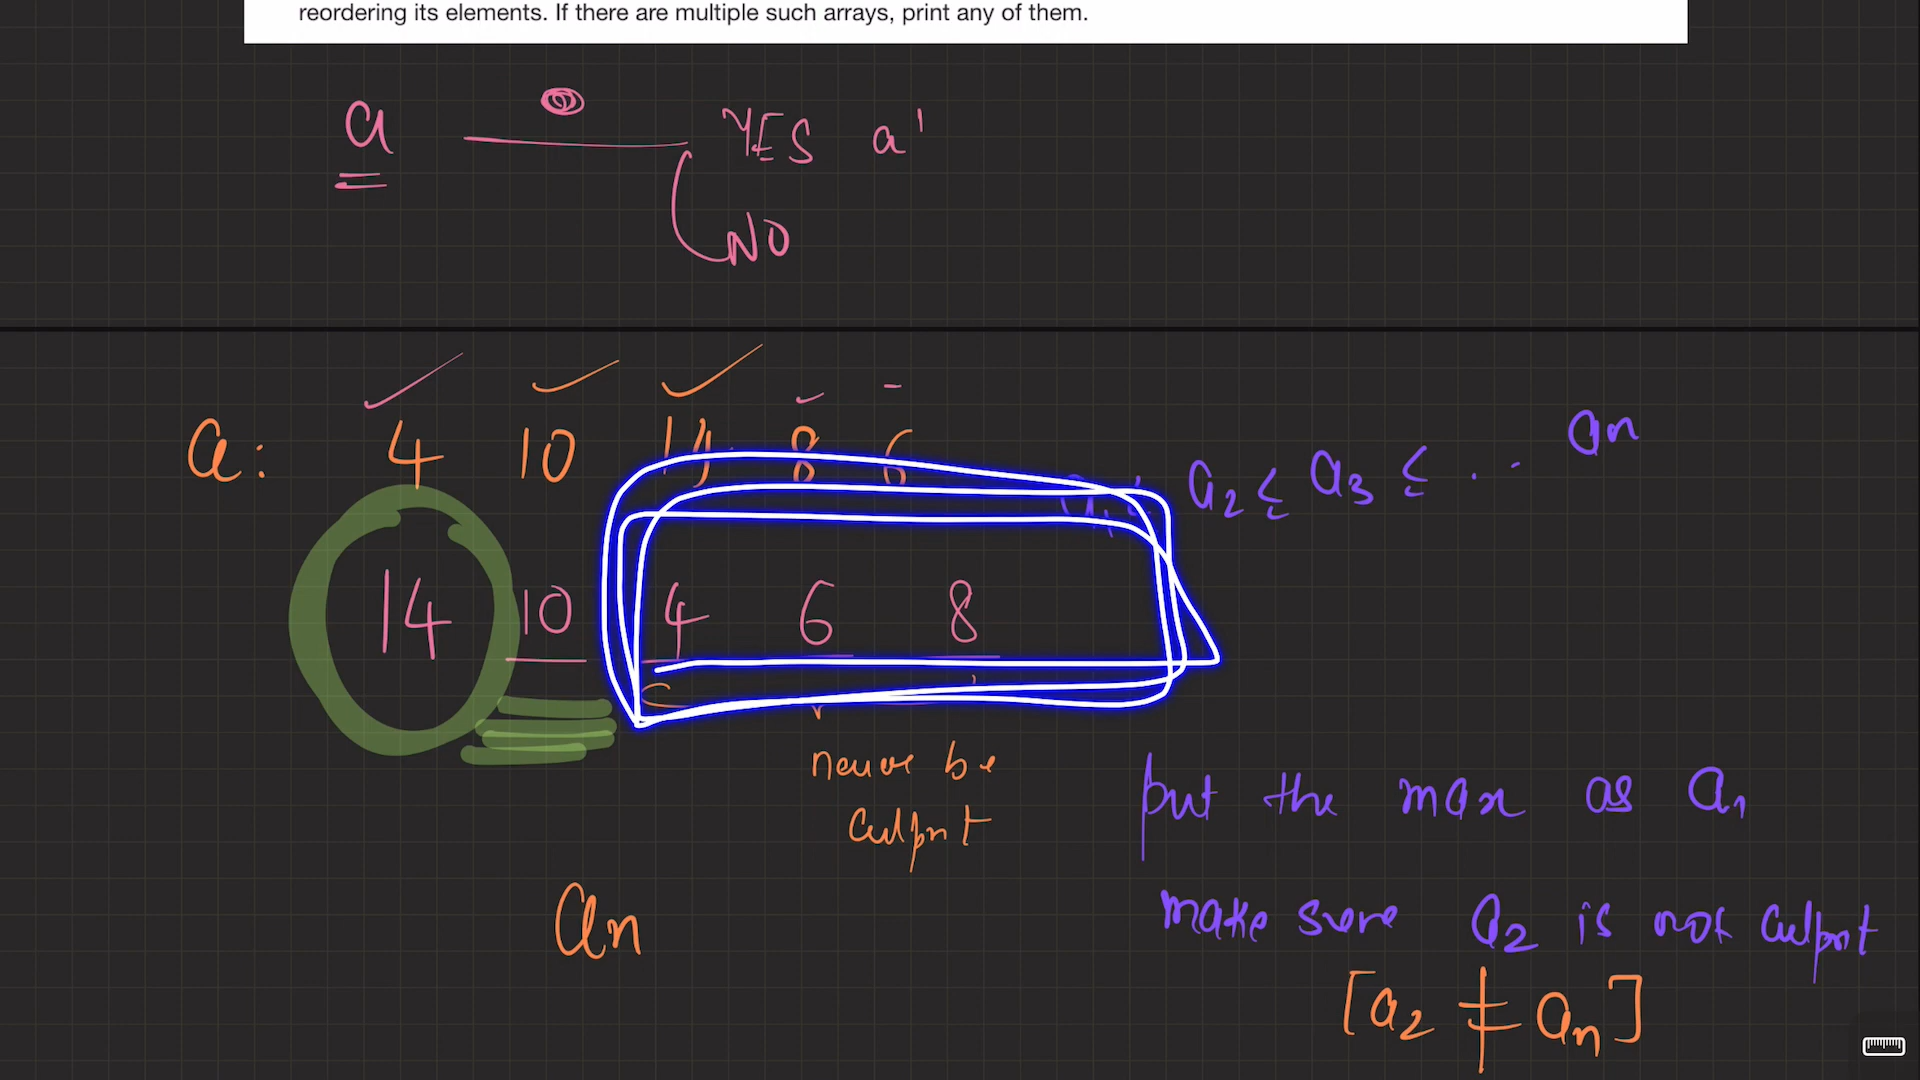 reordering its elements. If there are multiple such arrays, print any of them.
a YES a'
NO
a: 4 10 14 8 6
a1 ≤ a2 ≤ a3 ≤ ... an
14 10 4 6 8
never be
culprit
put the max as a1
an
make sure a2 is not culprit
[a2 ≠ an]